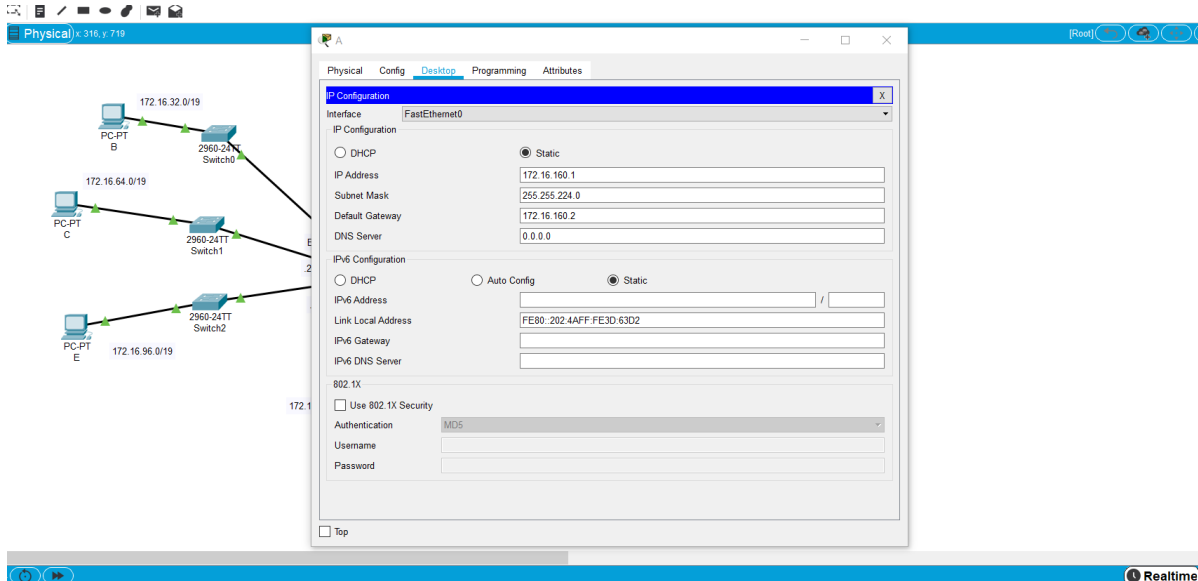 Physical x: 316, y: 719
[Root]
A
Physical Config Desktop Programming Attributes
IP Configuration X
Interface FastEthernet0
IP Configuration
DHCP Static
IP Address 172.16.160.1
Subnet Mask 255.255.224.0
Default Gateway 172.16.160.2
DNS Server 0.0.0.0
IPv6 Configuration
DHCP Auto Config Static
IPv6 Address /
Link Local Address FE80::202:4AFF:FE3D:63D2
IPv6 Gateway
IPv6 DNS Server
802.1X
Use 802.1X Security
Authentication MD5
Username
Password
Top
172.16.32.0/19
PC-PT
B
2960-24TT
Switch0
172.16.64.0/19
PC-PT
C
2960-24TT
Switch1
2960-24TT
Switch2
PC-PT
E
172.16.96.0/19
Realtime